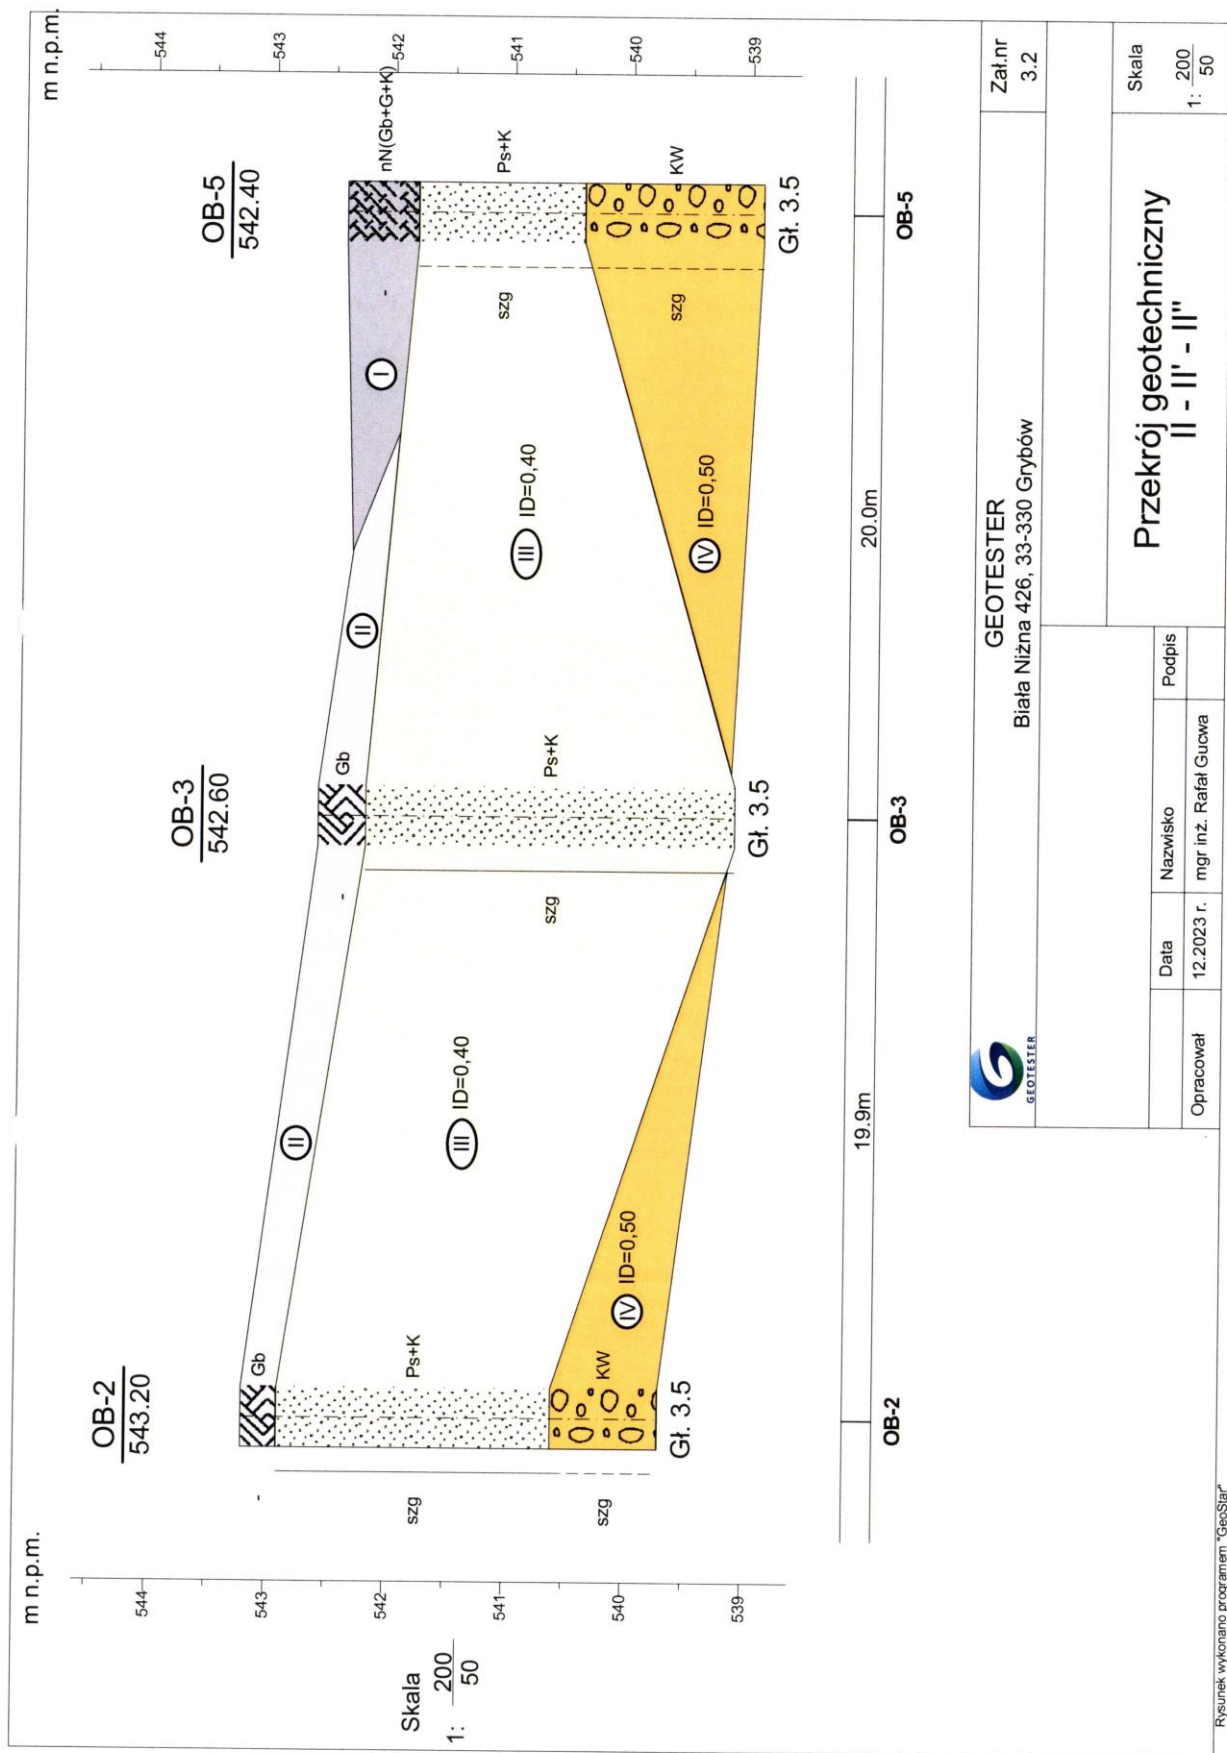 m n.p.m.
m n.p.m.
OB-2
543.20
OB-3
542.60
OB-5
542.40
544
543
542
541
540
539
544
543
542
541
540
539
Skala
1: 200
50
-
szg
szg
Gb
Ps+K
KW
Gł. 3.5
II
III ID=0,40
IV ID=0,50
-
szg
Gb
Ps+K
Gł. 3.5
II
III ID=0,40
IV ID=0,50
I
-
szg
szg
nN(Gb+G+K)
Ps+K
KW
Gł. 3.5
19.9m
20.0m
OB-2
OB-3
OB-5
GEOTESTER
GEOTESTER
Biała Niżna 426, 33-330 Grybów
Zał.nr
3.2
Przekrój geotechniczny
II - II' - II"
Skala
1: 200
50
Data
Nazwisko
Podpis
Opracował
12.2023 r.
mgr inż. Rafał Gucwa
Rysunek wykonano programem "GeoStar"